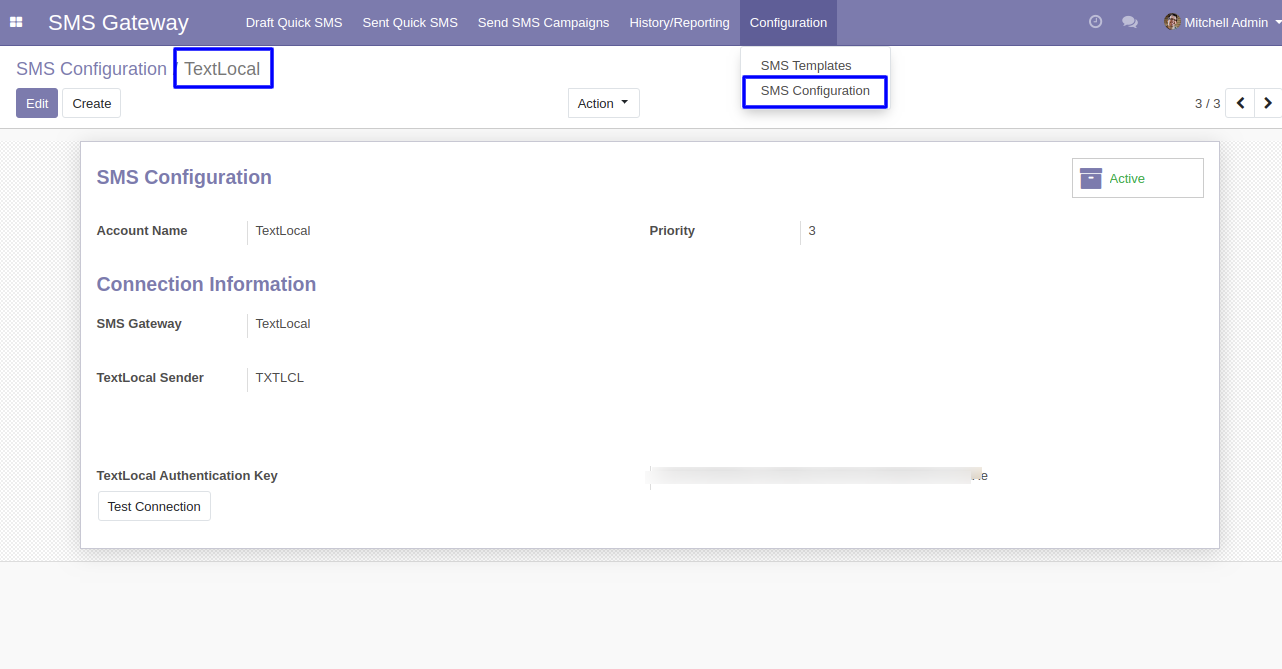 SMS Gateway Draft Quick SMS Sent Quick SMS Send SMS Campaigns History/Reporting Configuration Mitchell Admin
SMS Configuration / TextLocal
SMS Templates
SMS Configuration
Edit Create Action 3 / 3
SMS Configuration
Active
Account Name TextLocal Priority 3
Connection Information
SMS Gateway TextLocal
TextLocal Sender TXTLCL
TextLocal Authentication Key
Test Connection